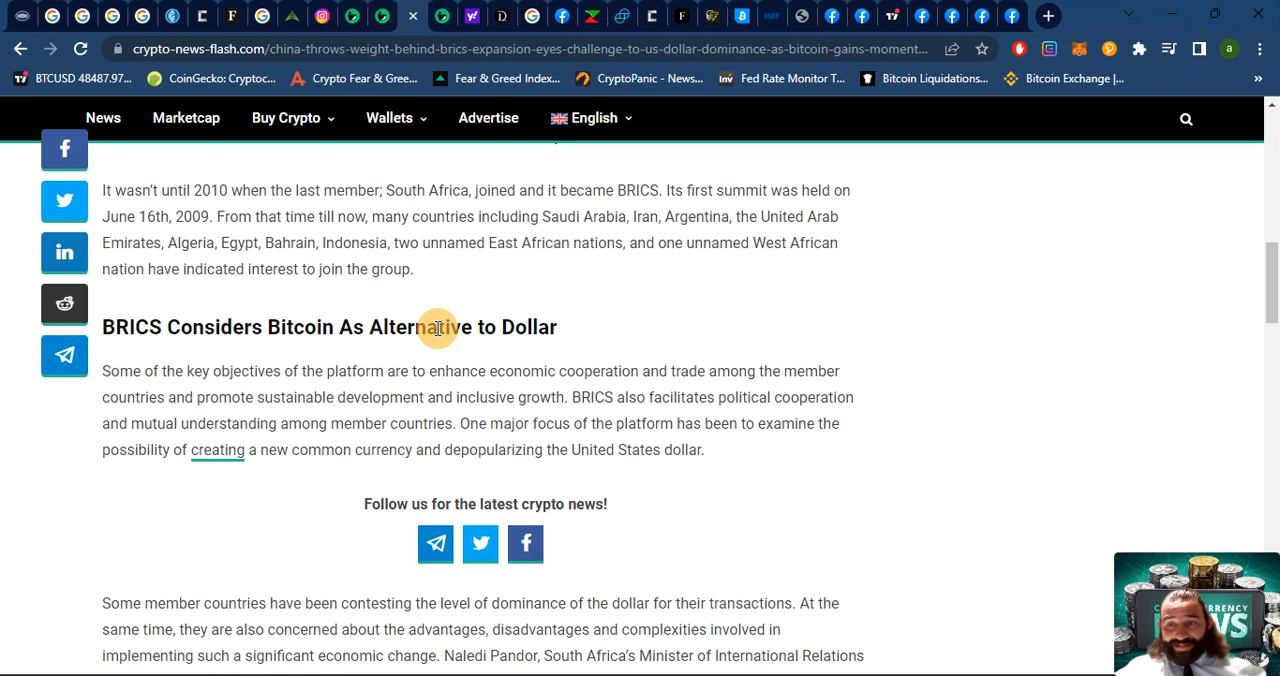 crypto-news-flash.com/china-throws-weight-behind-brics-expansion-eyes-challenge-to-us-dollar-dominance-as-bitcoin-gains-moment...
BTCUSD 48487.97...
CoinGecko: Cryptoc...
Crypto Fear & Gree...
Fear & Greed Index...
CryptoPanic - News...
Fed Rate Monitor T...
Bitcoin Liquidations...
Bitcoin Exchange |...
News
Marketcap
Buy Crypto
Wallets
Advertise
English
It wasn't until 2010 when the last member; South Africa, joined and it became BRICS. Its first summit was held on
June 16th, 2009. From that time till now, many countries including Saudi Arabia, Iran, Argentina, the United Arab
Emirates, Algeria, Egypt, Bahrain, Indonesia, two unnamed East African nations, and one unnamed West African
nation have indicated interest to join the group.
BRICS Considers Bitcoin As Alternative to Dollar
Some of the key objectives of the platform are to enhance economic cooperation and trade among the member
countries and promote sustainable development and inclusive growth. BRICS also facilitates political cooperation
and mutual understanding among member countries. One major focus of the platform has been to examine the
possibility of creating a new common currency and depopularizing the United States dollar.
Follow us for the latest crypto news!
Some member countries have been contesting the level of dominance of the dollar for their transactions. At the
same time, they are also concerned about the advantages, disadvantages and complexities involved in
implementing such a significant economic change. Naledi Pandor, South Africa's Minister of International Relations